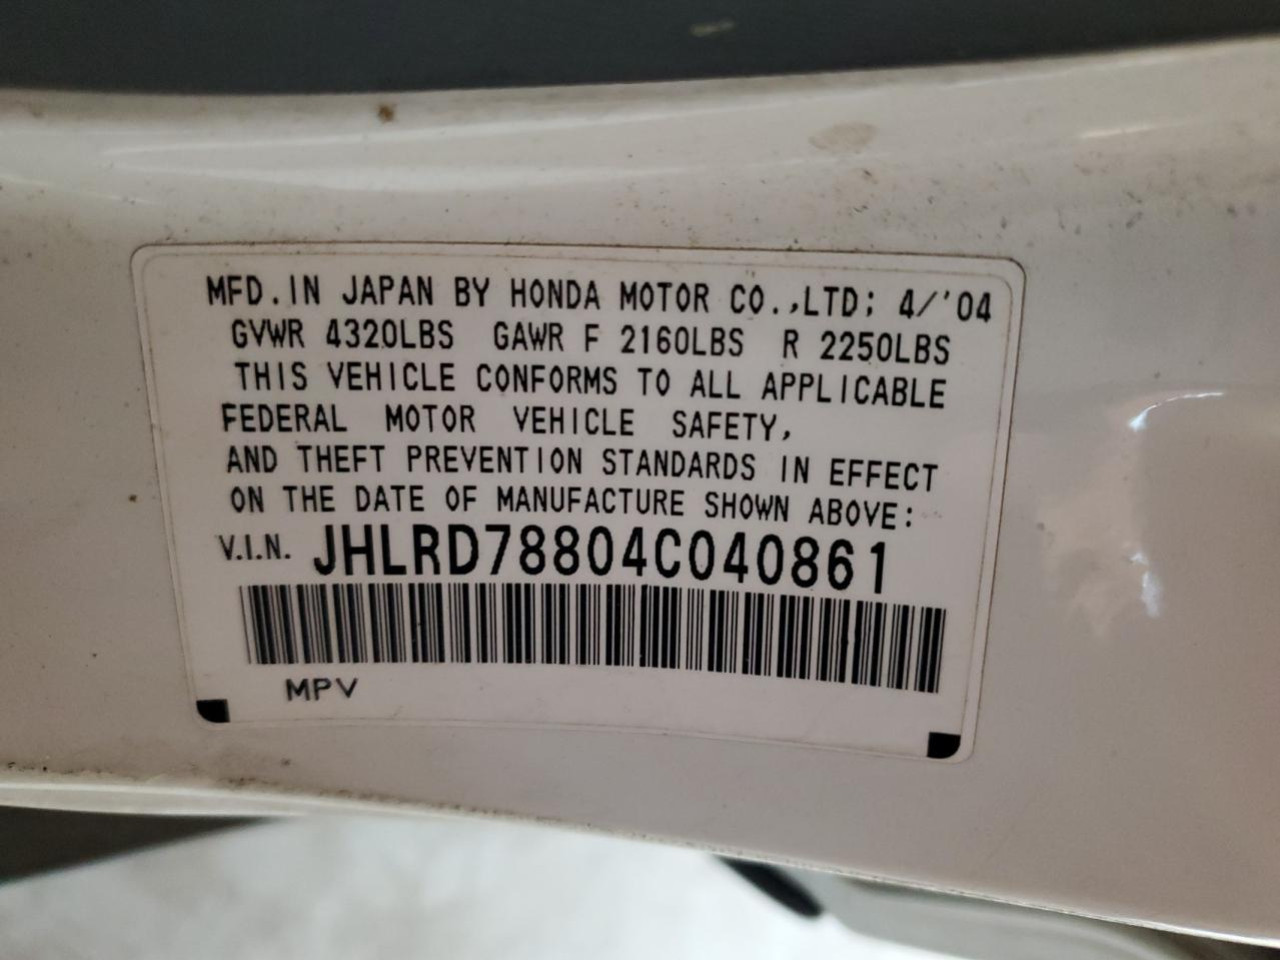 MFD.IN JAPAN BY HONDA MOTOR CO.,LTD; 4/'04
GVWR 4320LBS GAWR F 2160LBS R 2250LBS
THIS VEHICLE CONFORMS TO ALL APPLICABLE
FEDERAL MOTOR VEHICLE SAFETY,
AND THEFT PREVENTION STANDARDS IN EFFECT
ON THE DATE OF MANUFACTURE SHOWN ABOVE:
V.I.N. JHLRD78804C040861
MPV